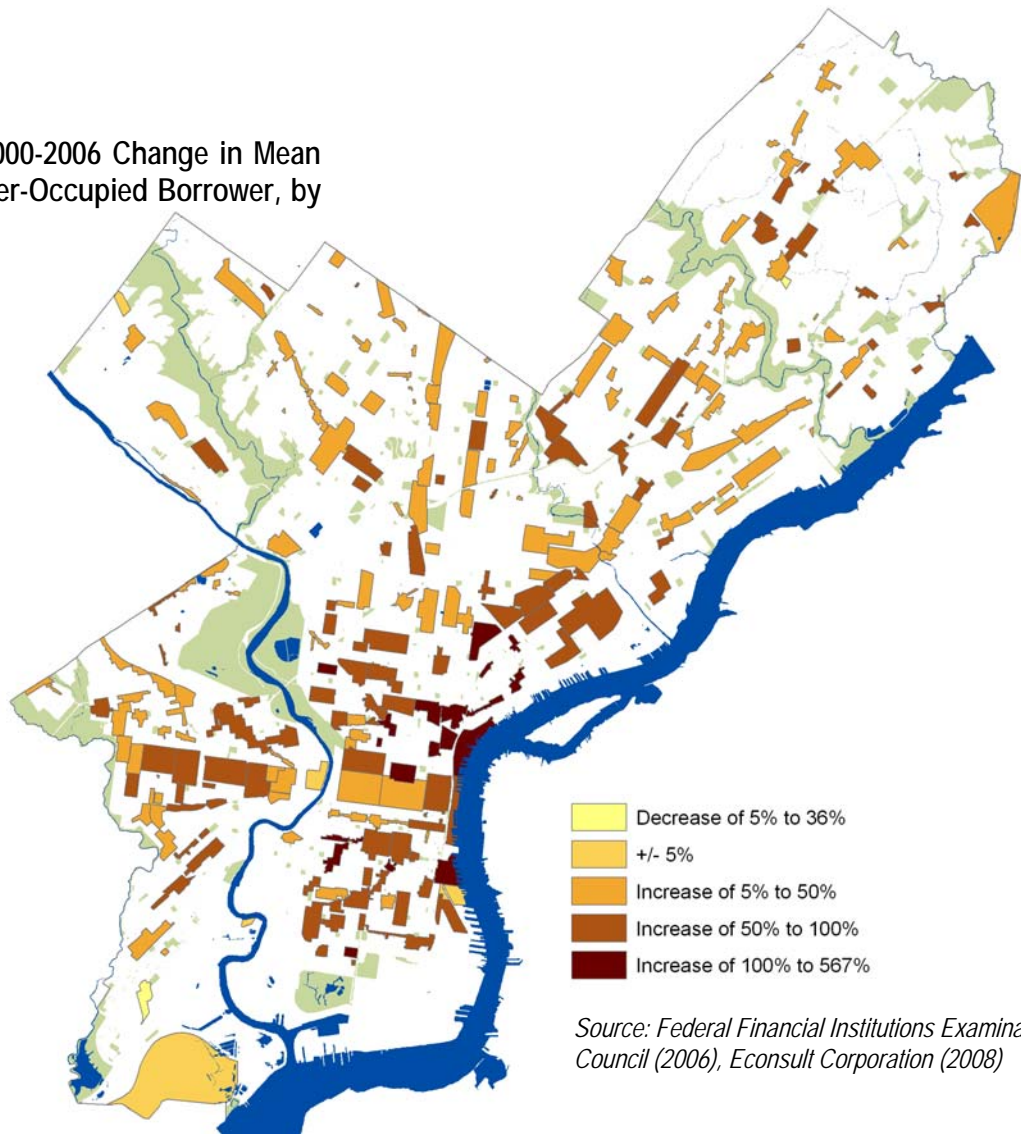 000-2006 Change in Mean
er-Occupied Borrower, by
Decrease of 5% to 36%
+/- 5%
Increase of 5% to 50%
Increase of 50% to 100%
Increase of 100% to 567%
Source: Federal Financial Institutions Examina
Council (2006), Econsult Corporation (2008)